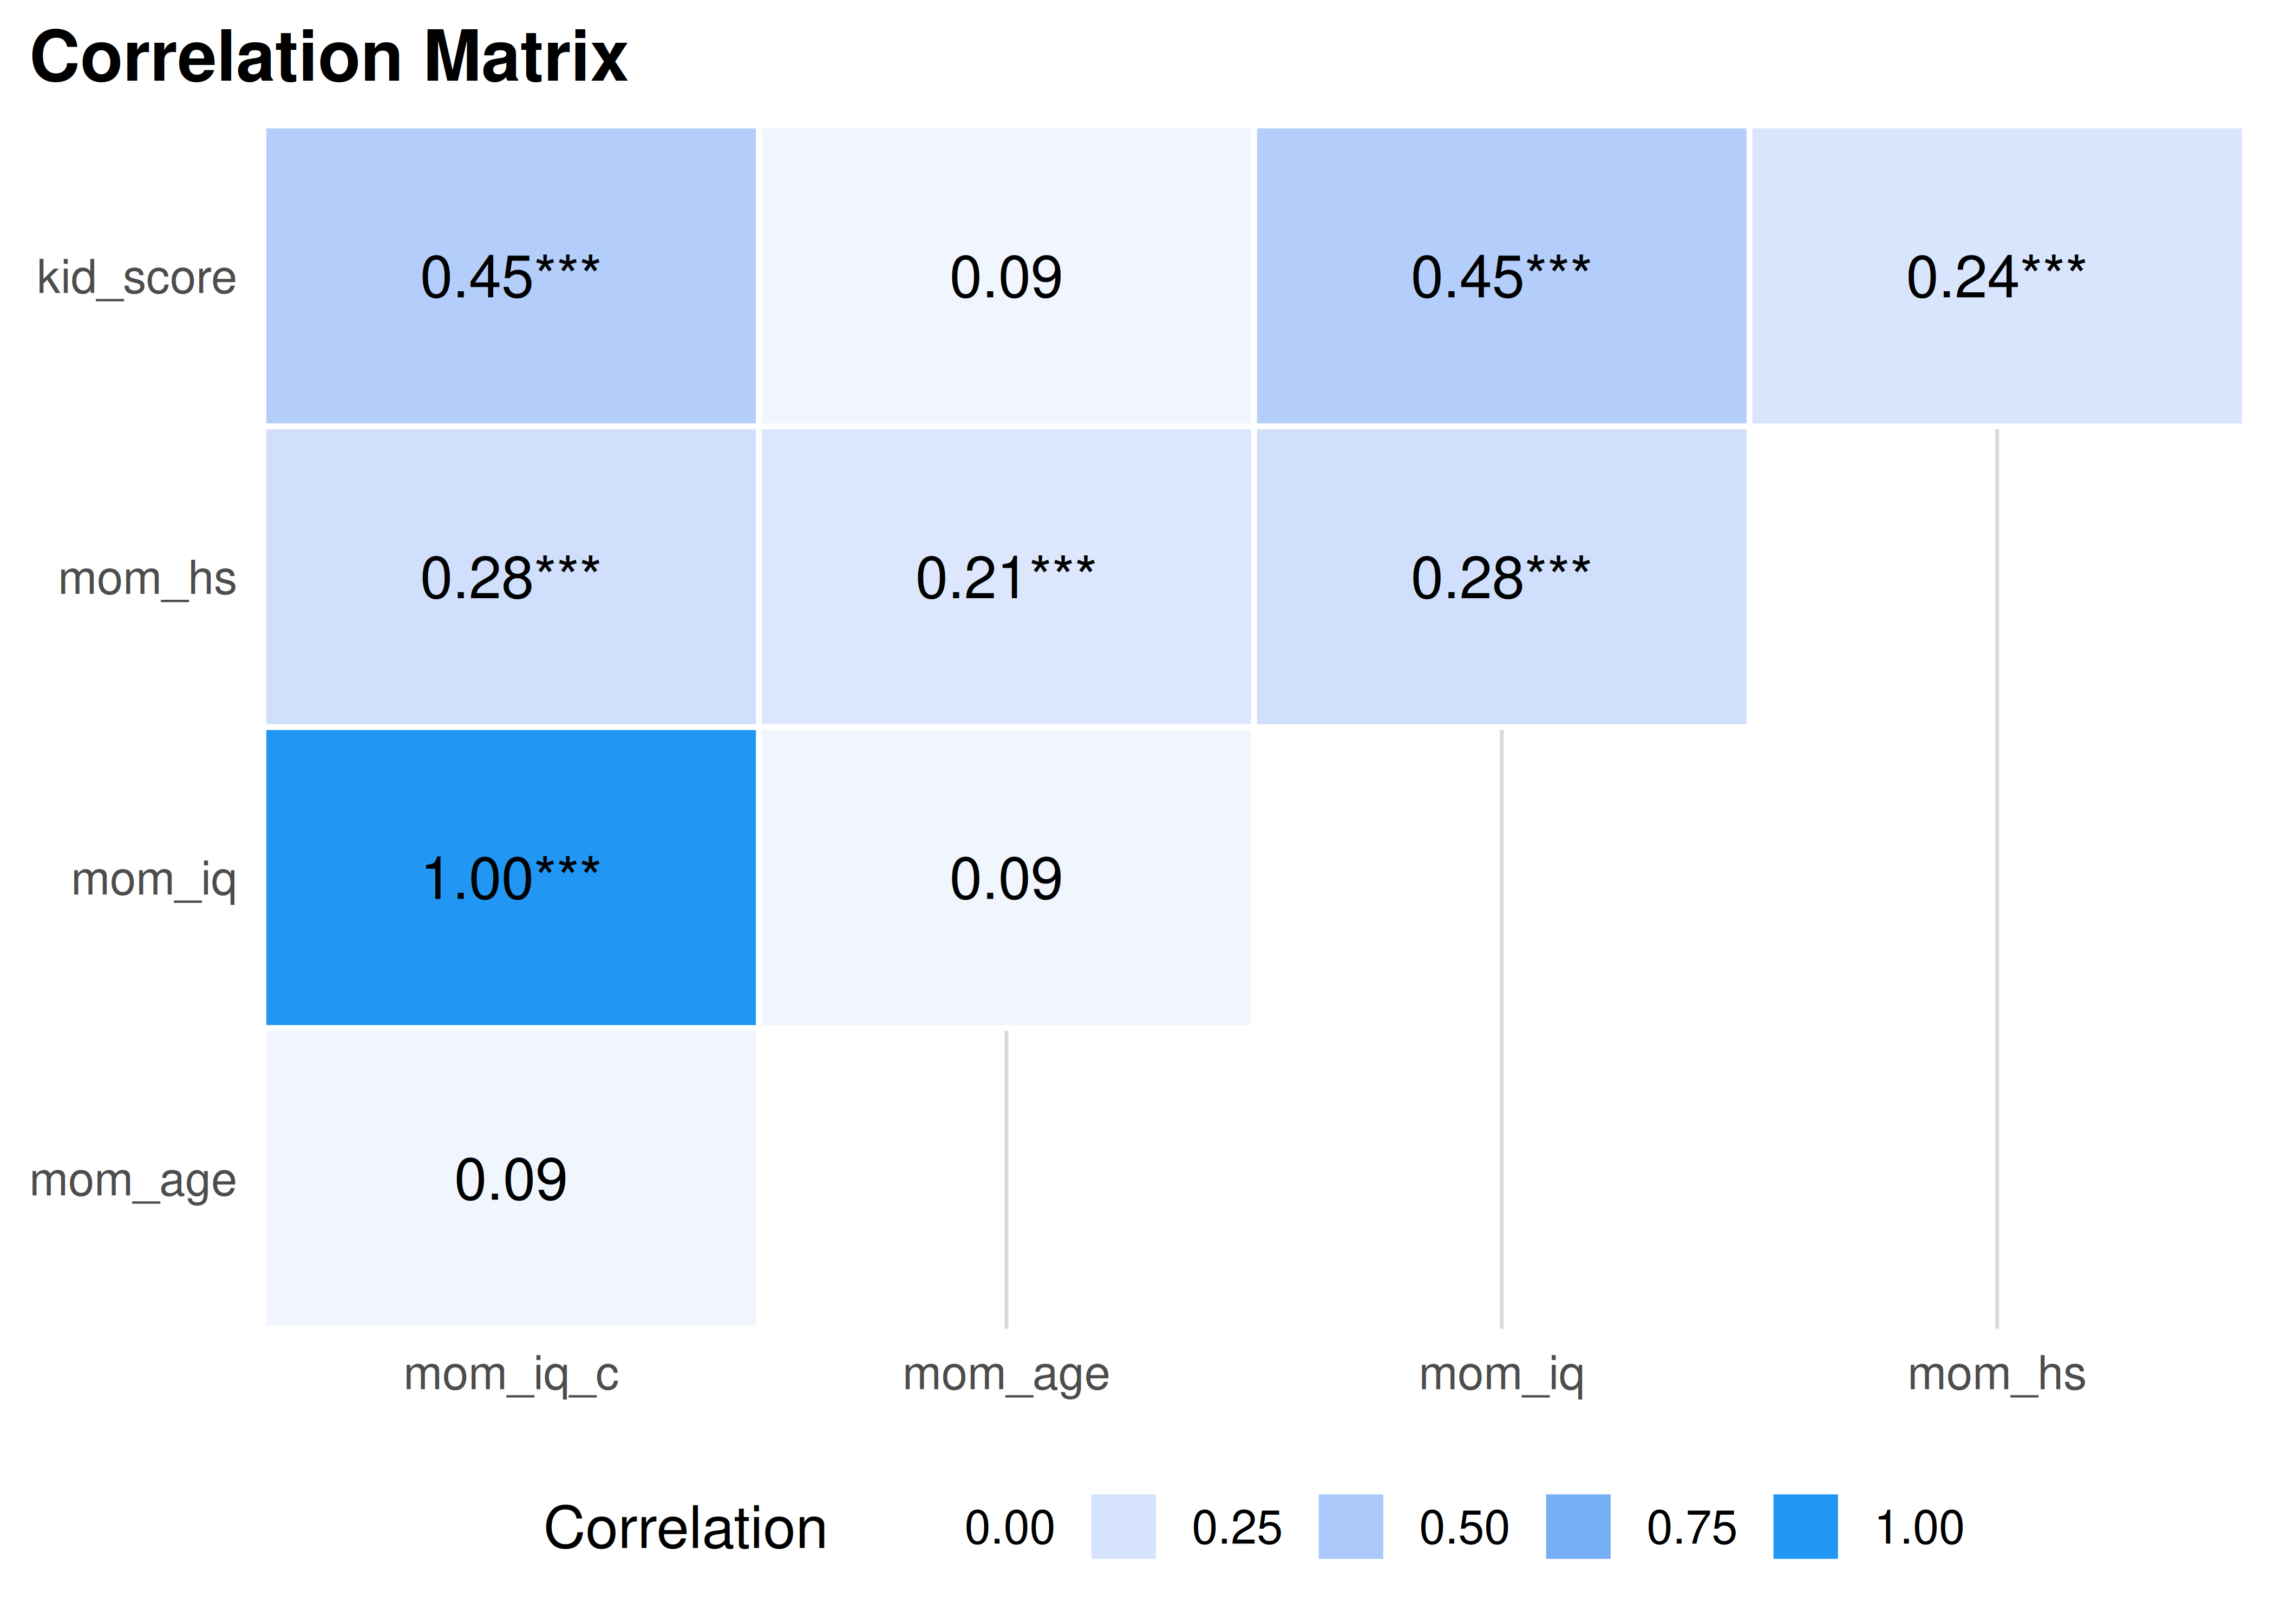 Correlation Matrix
kid_score 0.45*** 0.09 0.45*** 0.24***
mom_hs 0.28*** 0.21*** 0.28***
mom_iq 1.00*** 0.09
mom_age 0.09
mom_iq_c mom_age mom_iq mom_hs
Correlation 0.00 0.25 0.50 0.75 1.00